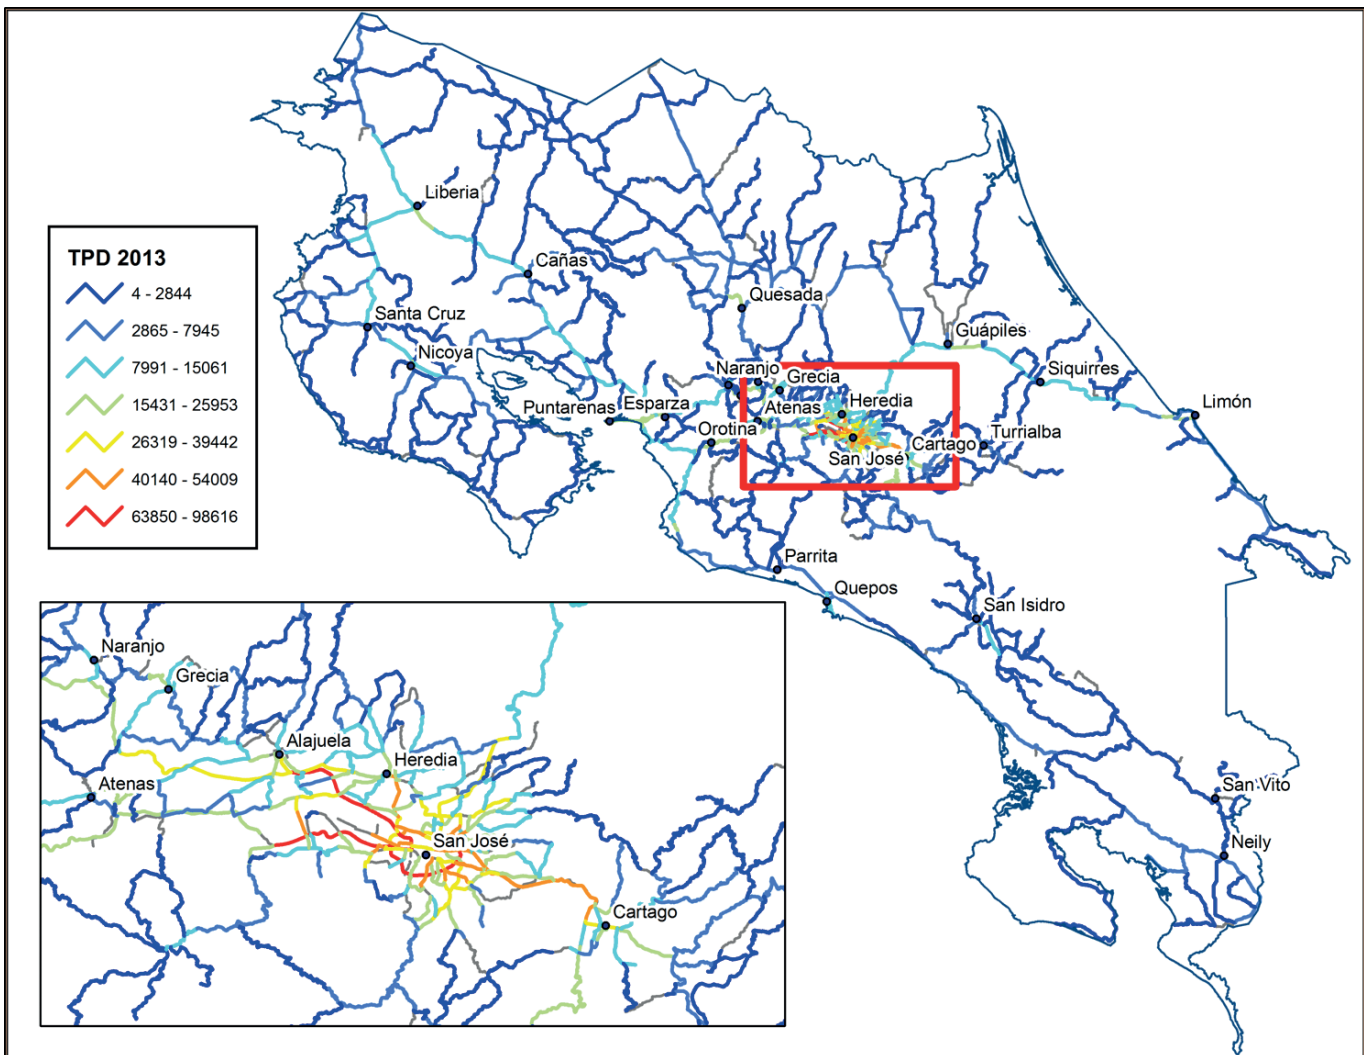 Liberia
Cañas
Quesada
Santa Cruz
Guápiles
Nicoya
Naranjo
Grecia
Siquirres
Puntarenas
Esparza
Atenas
Heredia
Limón
Orotina
Cartago
Turrialba
San José
Parrita
Quepos
San Isidro
San Vito
Neily
TPD 2013
4 - 2844
2865 - 7945
7991 - 15061
15431 - 25953
26319 - 39442
40140 - 54009
63850 - 98616
Naranjo
Grecia
Alajuela
Heredia
Atenas
San José
Cartago